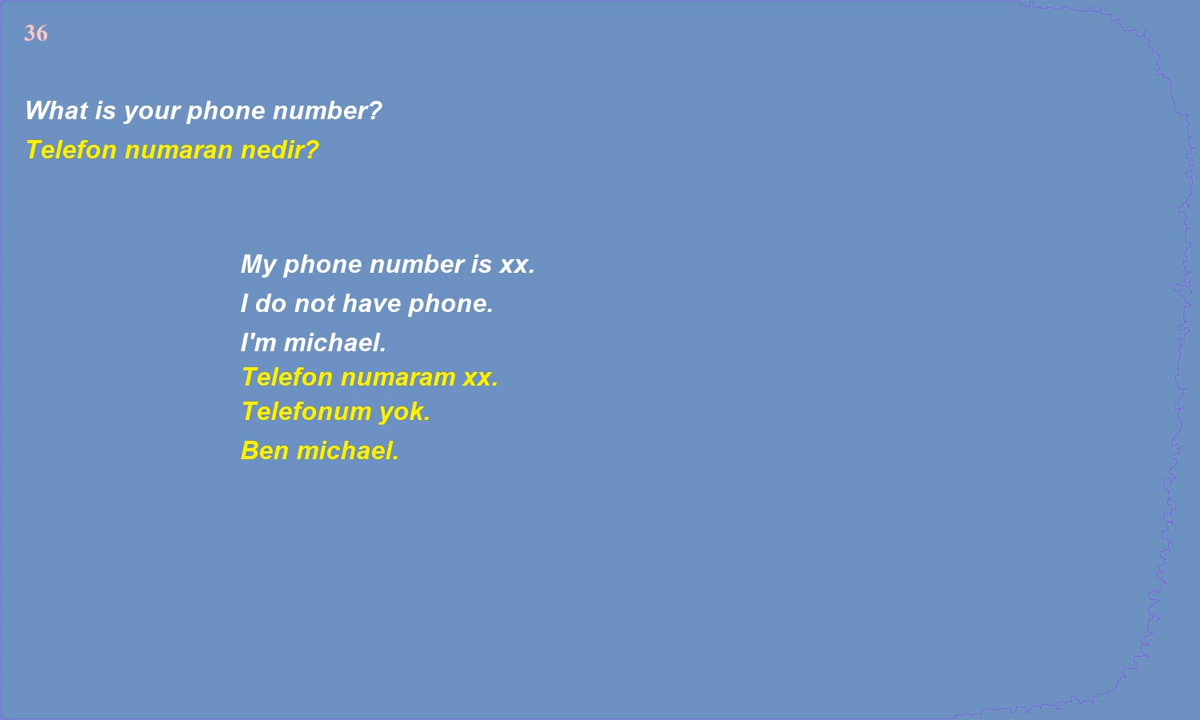 36
What is your phone number?
Telefon numaran nedir?
My phone number is xx.
I do not have phone.
I'm michael.
Telefon numaram xx.
Telefonum yok.
Ben michael.